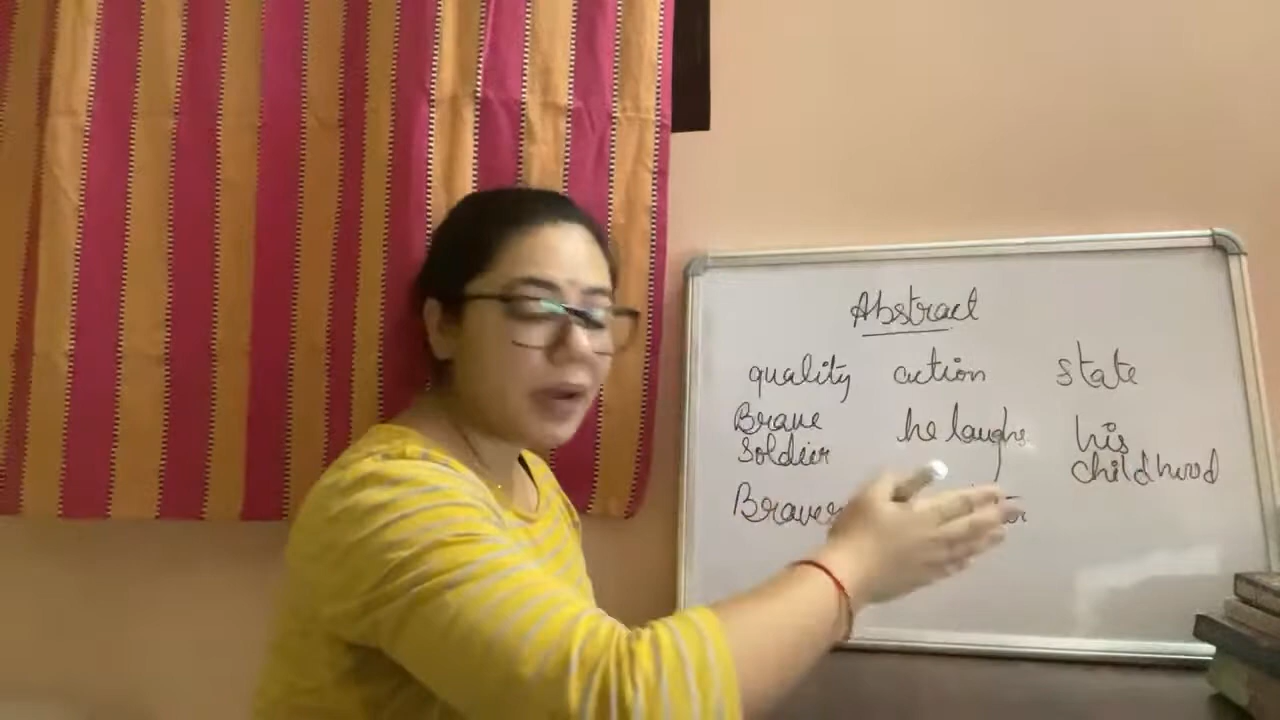 Abstract
quality action state
Brave he laughs his
Soldier childhood